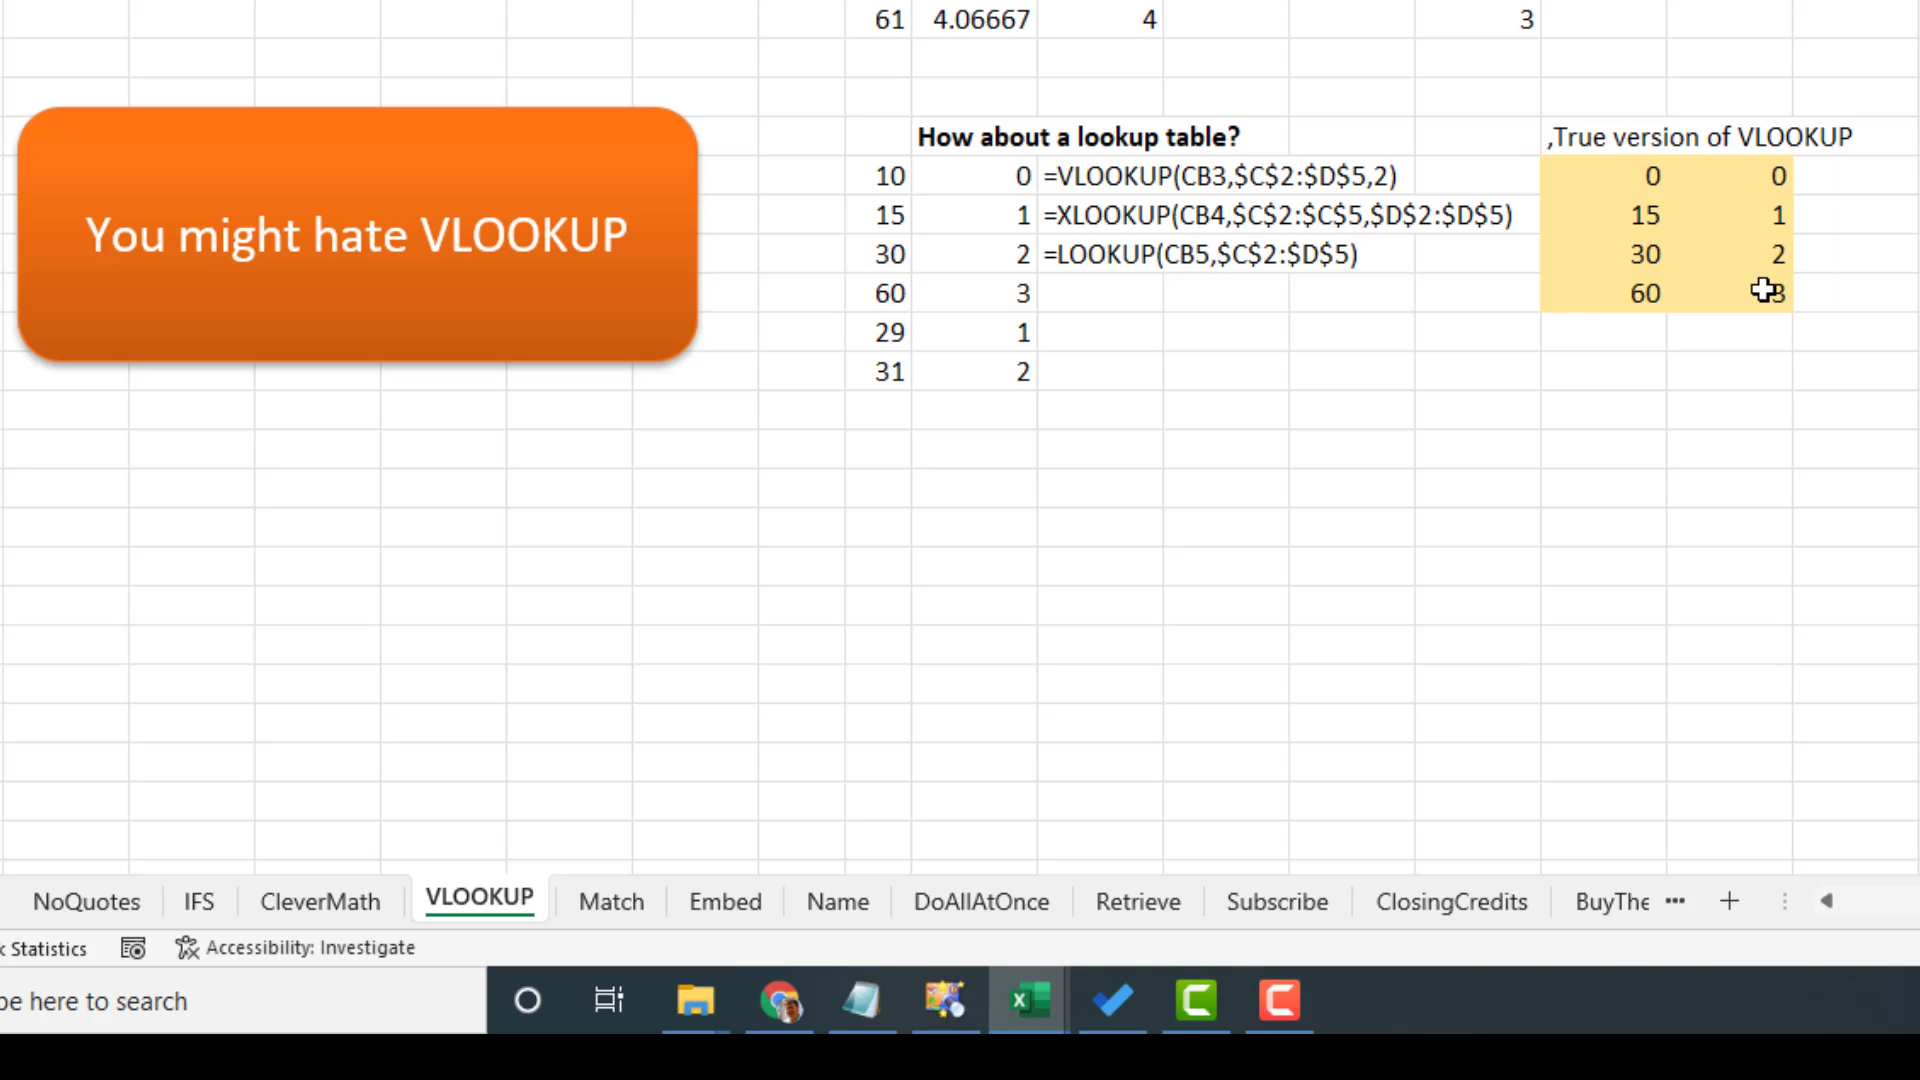 61 4.06667 4 3
How about a lookup table? ,True version of VLOOKUP
You might hate VLOOKUP
10 0 =VLOOKUP(CB3,$C$2:$D$5,2) 0 0
15 1 =XLOOKUP(CB4,$C$2:$C$5,$D$2:$D$5) 15 1
30 2 =LOOKUP(CB5,$C$2:$D$5) 30 2
60 3 60 3
29 1
31 2
NoQuotes IFS CleverMath VLOOKUP Match Embed Name DoAllAtOnce Retrieve Subscribe ClosingCredits BuyThe ...
k Statistics Accessibility: Investigate
pe here to search